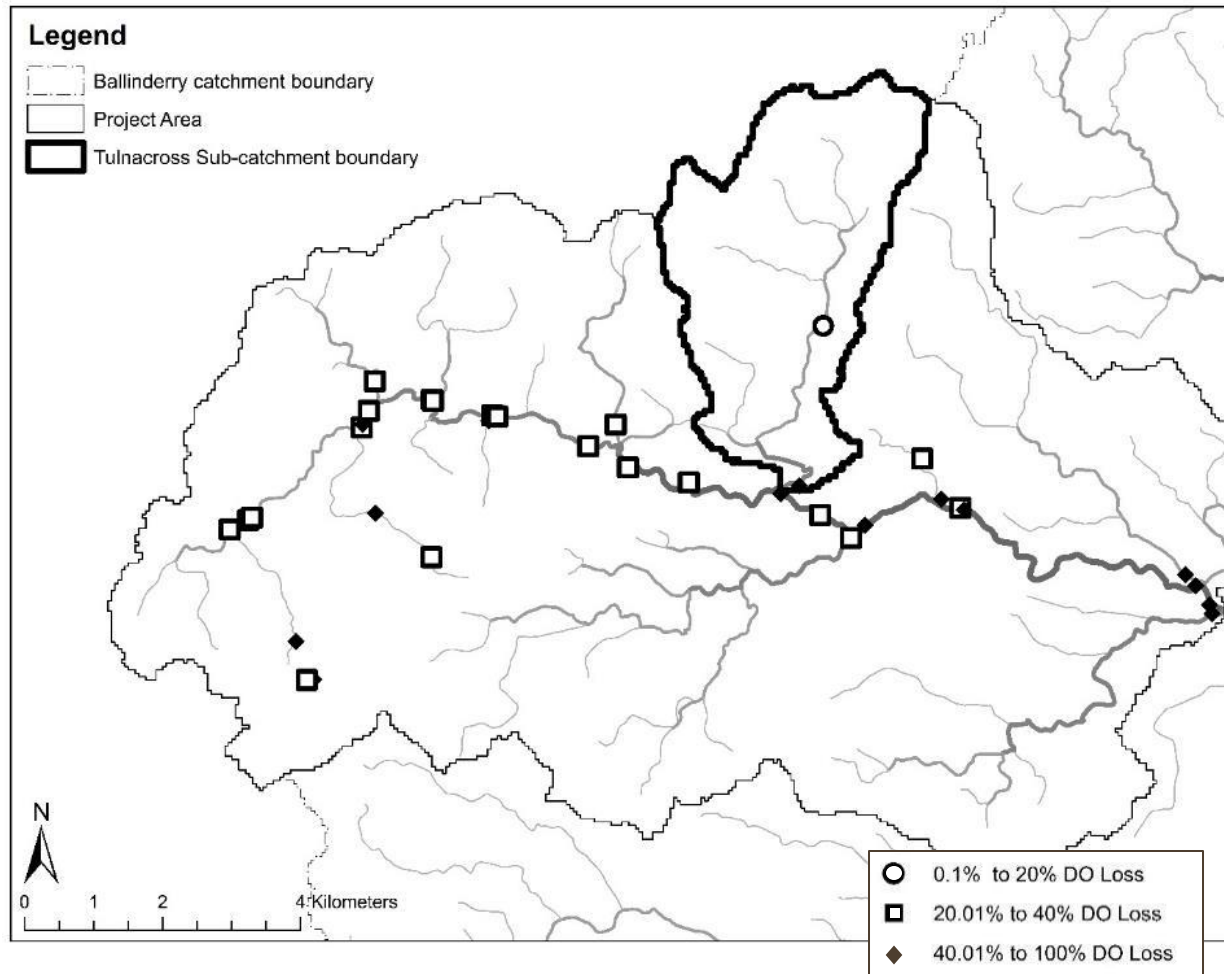 Legend
Ballinderry catchment boundary
Project Area
Tulnacross Sub-catchment boundary
N
0 1 2 4 Kilometers
0.1% to 20% DO Loss
20.01% to 40% DO Loss
40.01% to 100% DO Loss